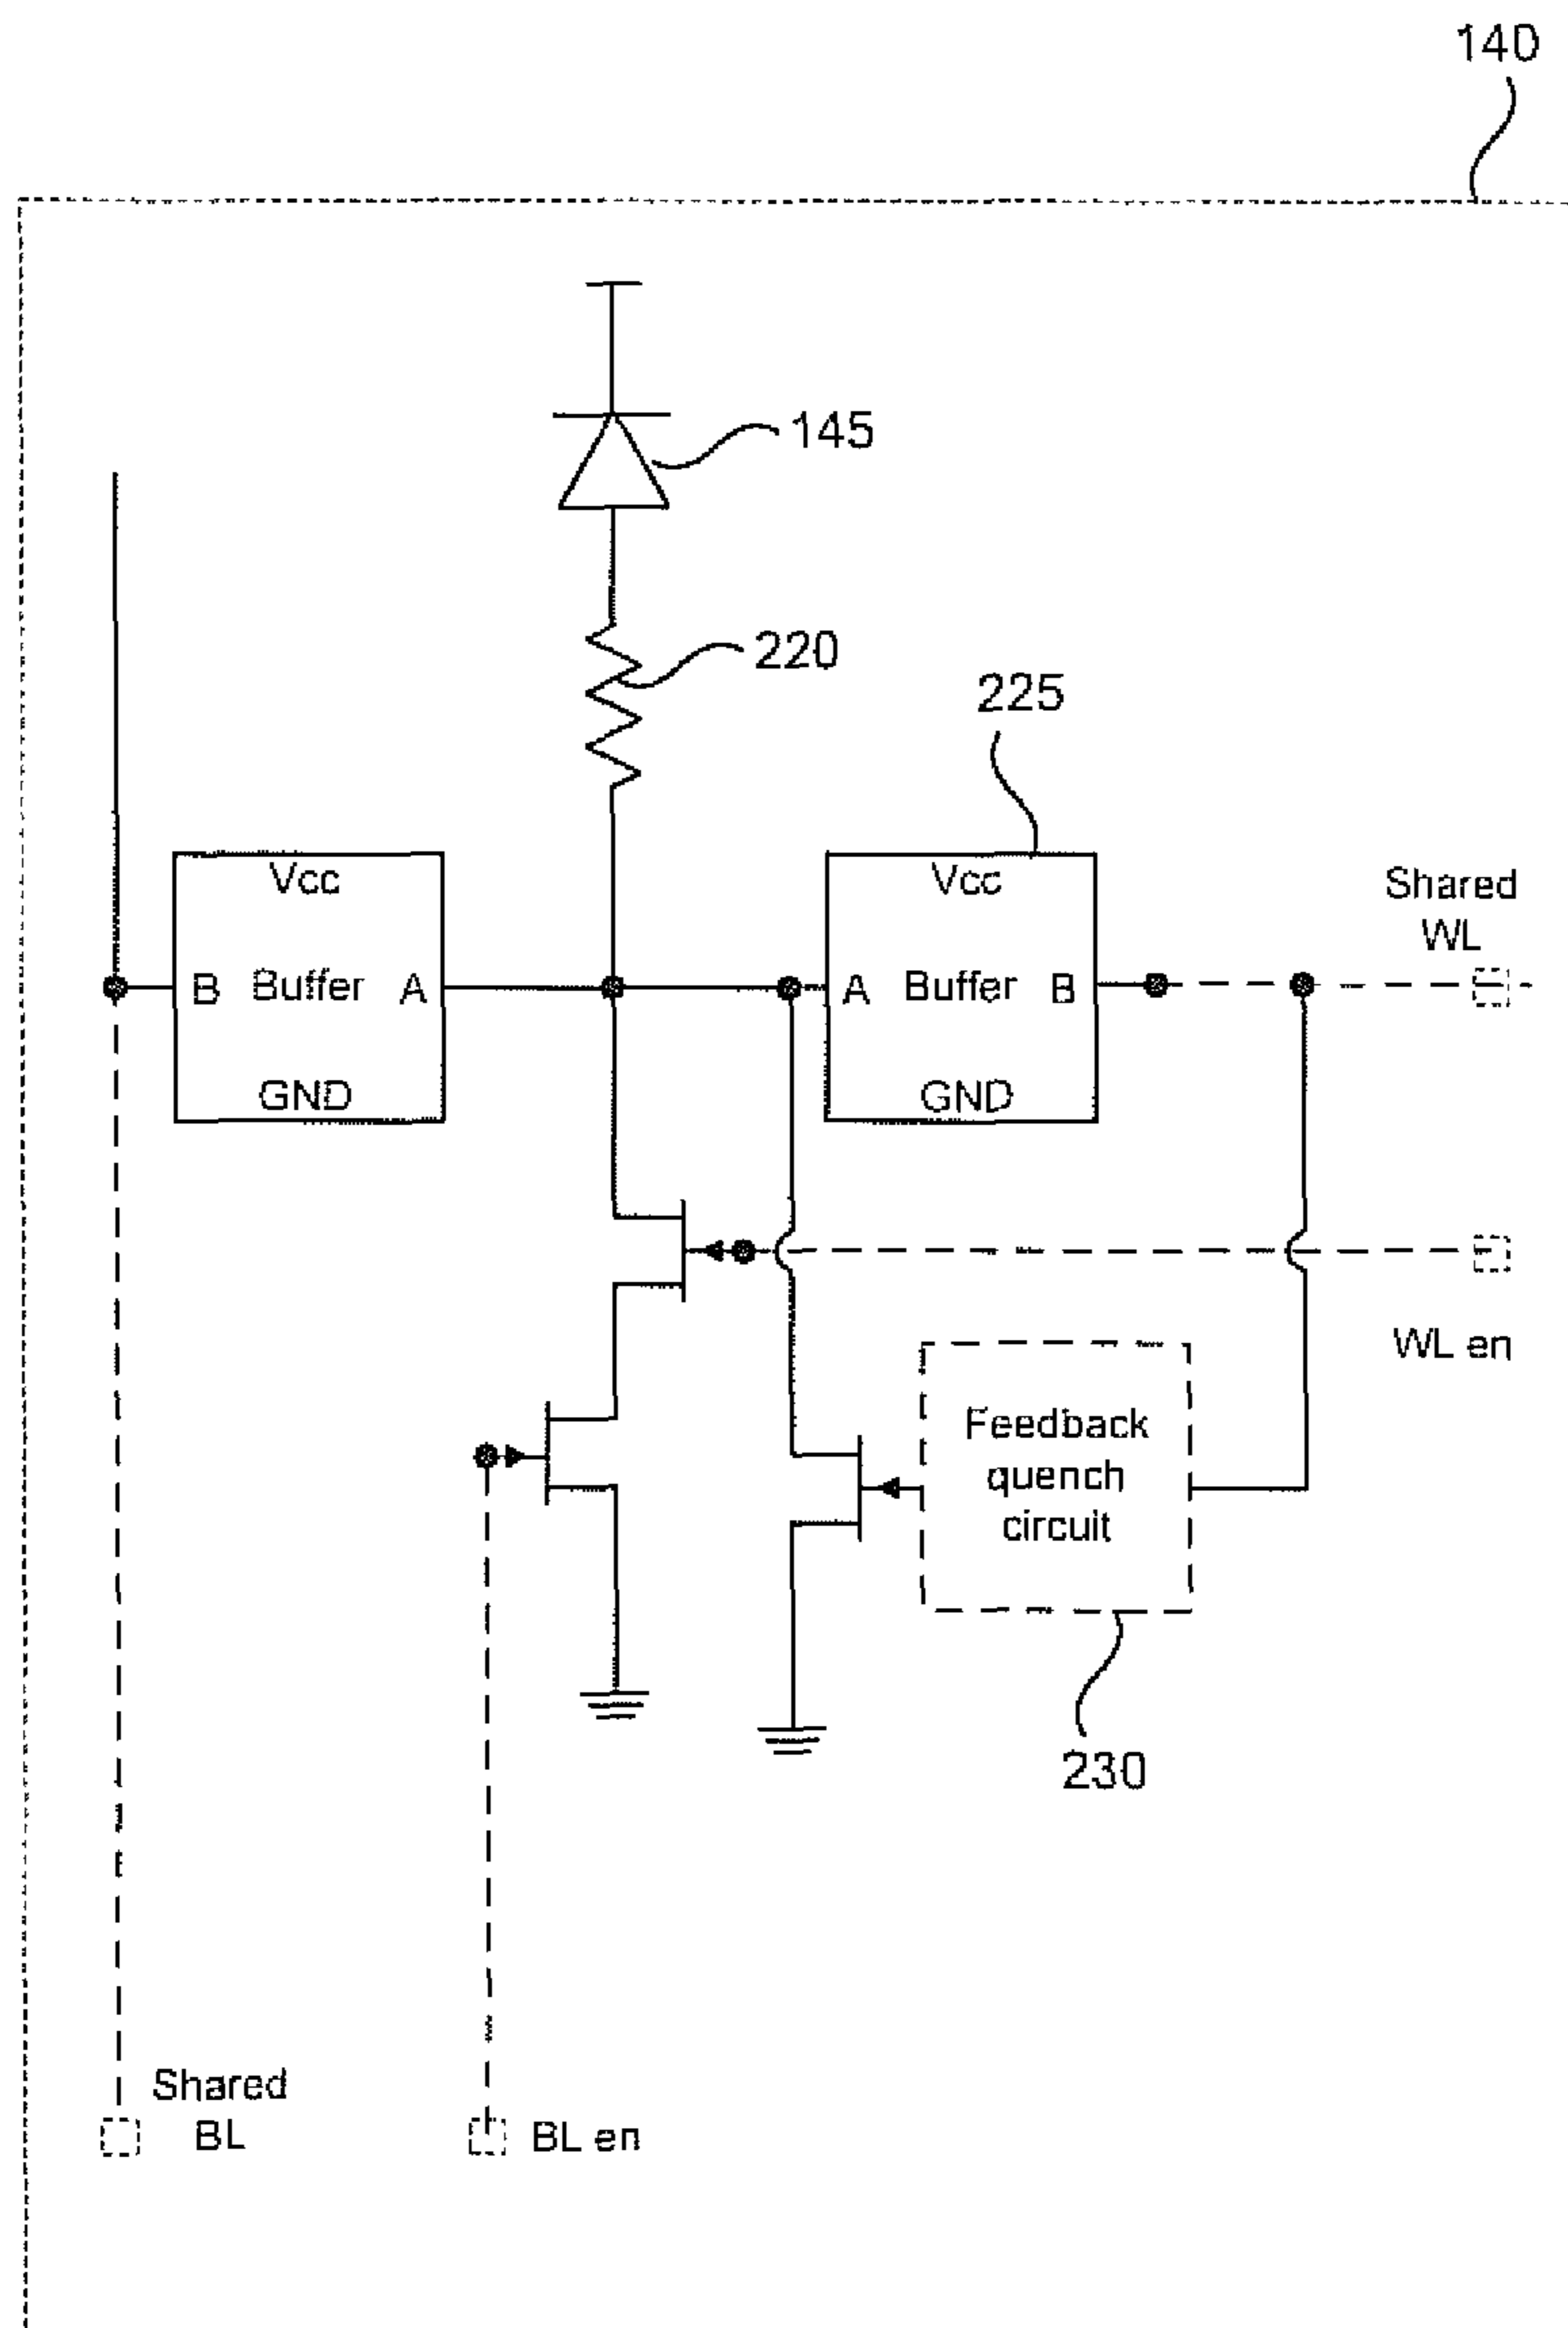 140
145
220
225
Vcc
B Buffer A
GND
Vcc
A Buffer B
GND
Shared
WL
WL en
Feedback
quench
circuit
230
Shared
BL
BL en